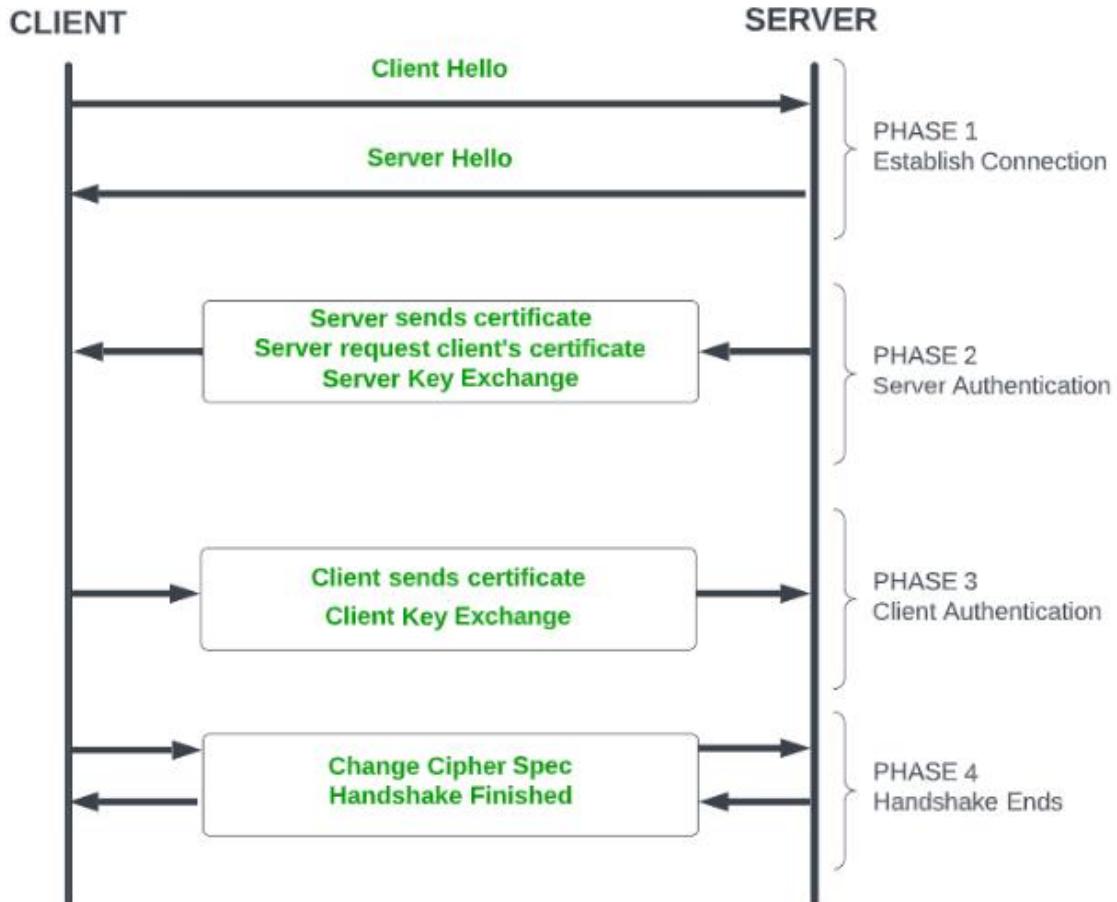 CLIENT
SERVER
Client Hello
PHASE 1
Establish Connection
Server Hello
Server sends certificate
Server request client's certificate
Server Key Exchange
PHASE 2
Server Authentication
Client sends certificate
Client Key Exchange
PHASE 3
Client Authentication
Change Cipher Spec
Handshake Finished
PHASE 4
Handshake Ends